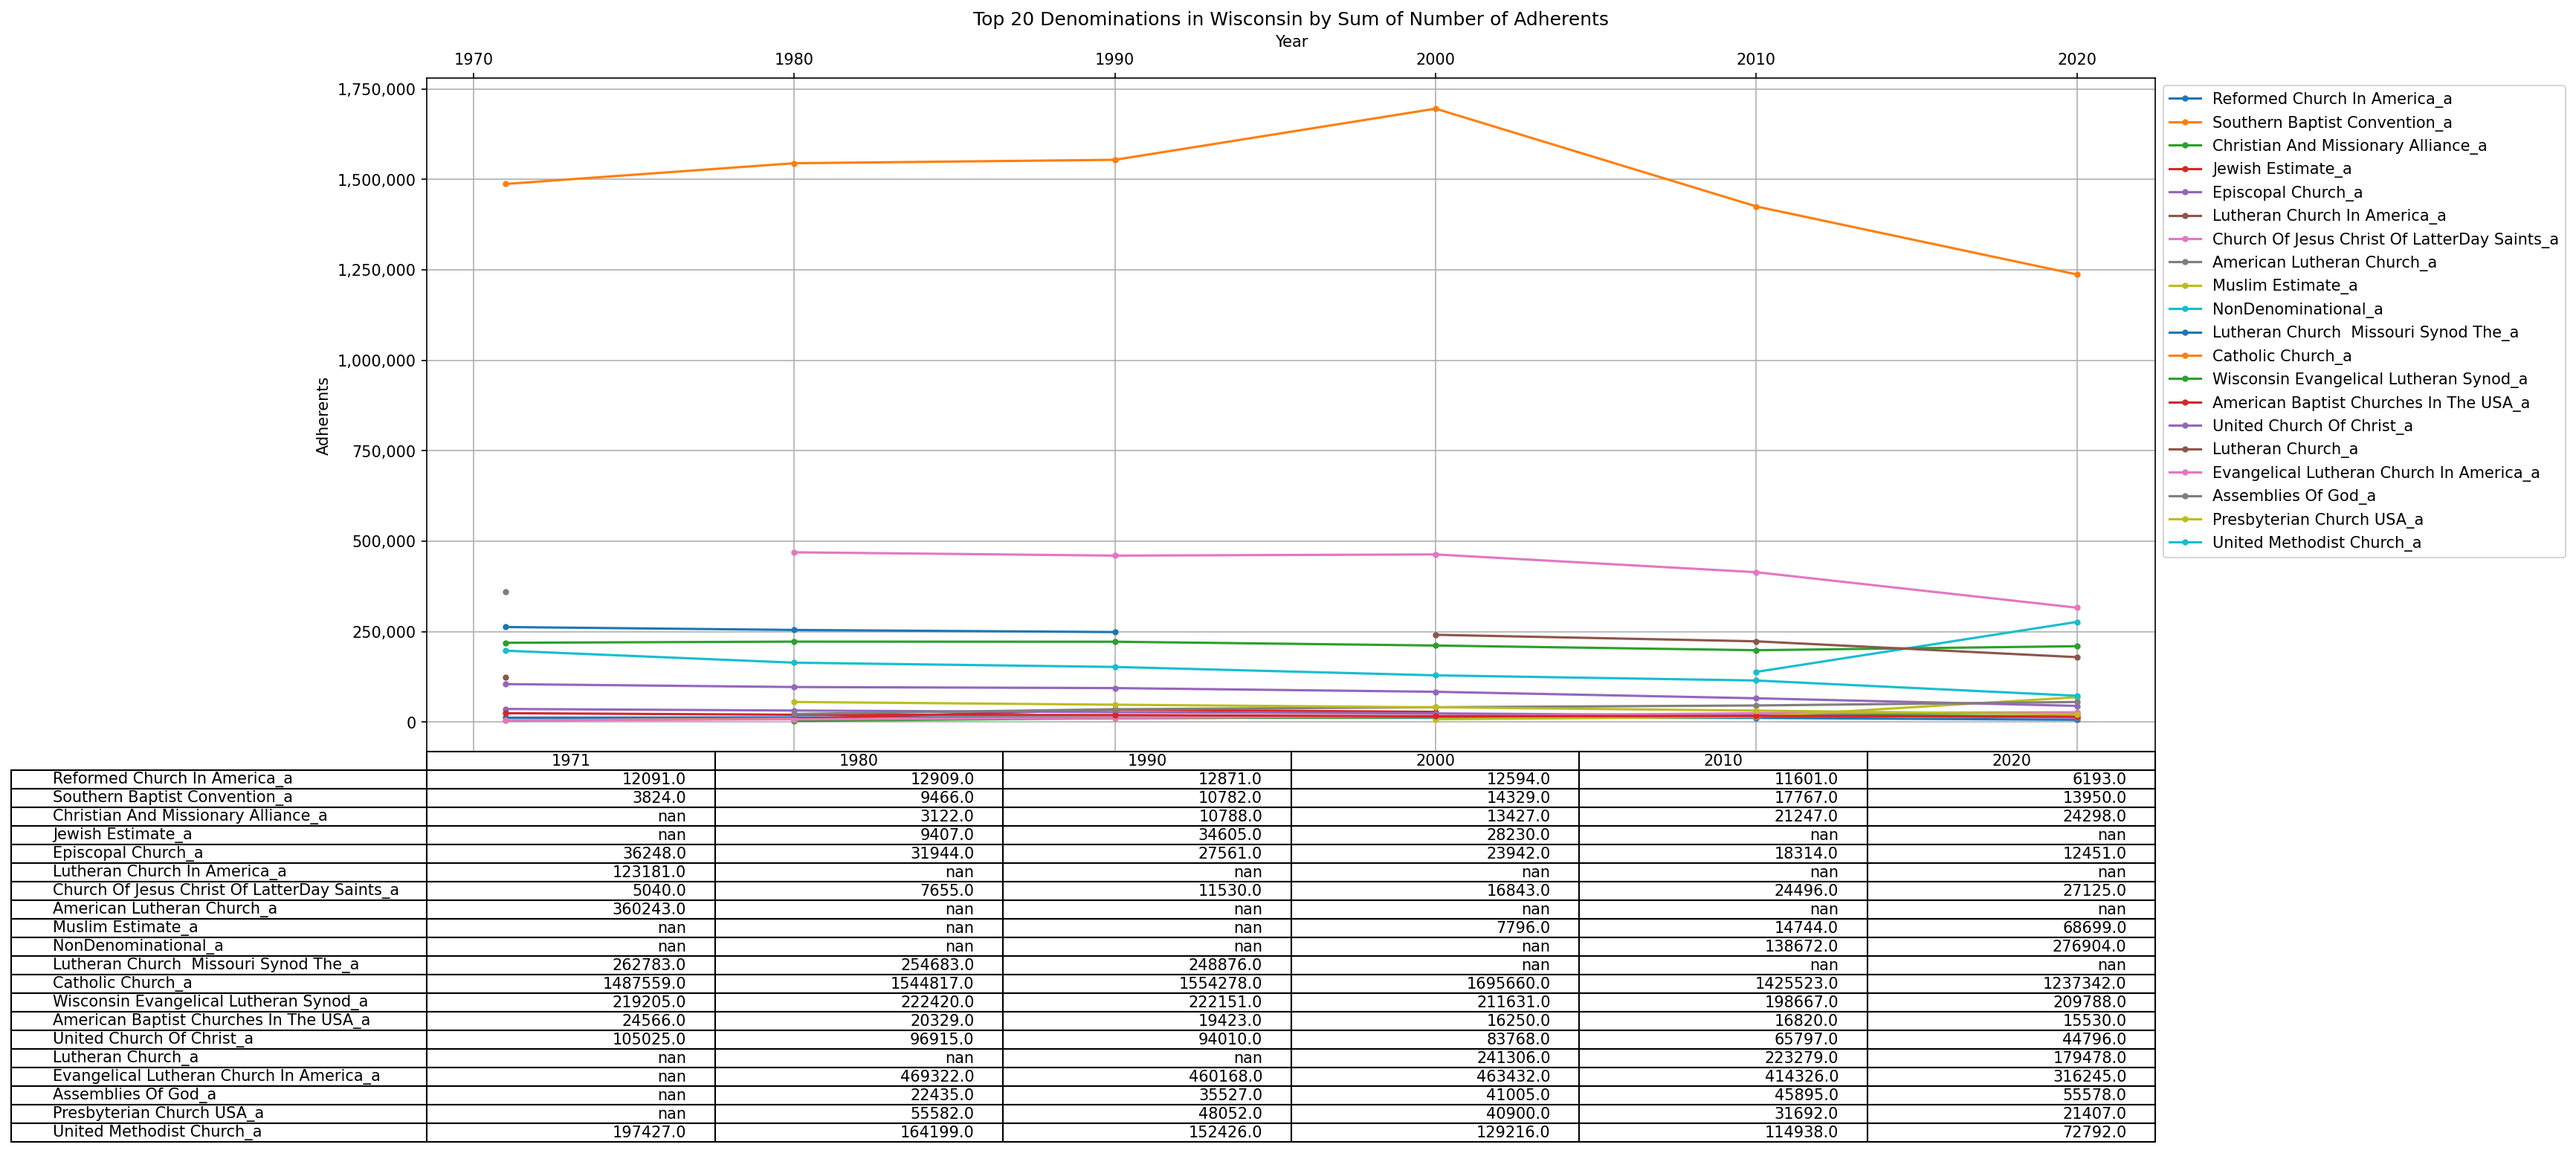 Top 20 Denominations in Wisconsin by Sum of Number of Adherents
Year
1970 1980 1990 2000 2010 2020
1,750,000
1,500,000
1,250,000
1,000,000
750,000
500,000
250,000
0
Adherents
Reformed Church In America_a
Southern Baptist Convention_a
Christian And Missionary Alliance_a
Jewish Estimate_a
Episcopal Church_a
Lutheran Church In America_a
Church Of Jesus Christ Of LatterDay Saints_a
American Lutheran Church_a
Muslim Estimate_a
NonDenominational_a
Lutheran Church  Missouri Synod The_a
Catholic Church_a
Wisconsin Evangelical Lutheran Synod_a
American Baptist Churches In The USA_a
United Church Of Christ_a
Lutheran Church_a
Evangelical Lutheran Church In America_a
Assemblies Of God_a
Presbyterian Church USA_a
United Methodist Church_a
1971 1980 1990 2000 2010 2020
Reformed Church In America_a 12091.0 12909.0 12871.0 12594.0 11601.0 6193.0
Southern Baptist Convention_a 3824.0 9466.0 10782.0 14329.0 17767.0 13950.0
Christian And Missionary Alliance_a nan 3122.0 10788.0 13427.0 21247.0 24298.0
Jewish Estimate_a nan 9407.0 34605.0 28230.0 nan nan
Episcopal Church_a 36248.0 31944.0 27561.0 23942.0 18314.0 12451.0
Lutheran Church In America_a 123181.0 nan nan nan nan nan
Church Of Jesus Christ Of LatterDay Saints_a 5040.0 7655.0 11530.0 16843.0 24496.0 27125.0
American Lutheran Church_a 360243.0 nan nan nan nan nan
Muslim Estimate_a nan nan nan 7796.0 14744.0 68699.0
NonDenominational_a nan nan nan nan 138672.0 276904.0
Lutheran Church  Missouri Synod The_a 262783.0 254683.0 248876.0 nan nan nan
Catholic Church_a 1487559.0 1544817.0 1554278.0 1695660.0 1425523.0 1237342.0
Wisconsin Evangelical Lutheran Synod_a 219205.0 222420.0 222151.0 211631.0 198667.0 209788.0
American Baptist Churches In The USA_a 24566.0 20329.0 19423.0 16250.0 16820.0 15530.0
United Church Of Christ_a 105025.0 96915.0 94010.0 83768.0 65797.0 44796.0
Lutheran Church_a nan nan nan 241306.0 223279.0 179478.0
Evangelical Lutheran Church In America_a nan 469322.0 460168.0 463432.0 414326.0 316245.0
Assemblies Of God_a nan 22435.0 35527.0 41005.0 45895.0 55578.0
Presbyterian Church USA_a nan 55582.0 48052.0 40900.0 31692.0 21407.0
United Methodist Church_a 197427.0 164199.0 152426.0 129216.0 114938.0 72792.0